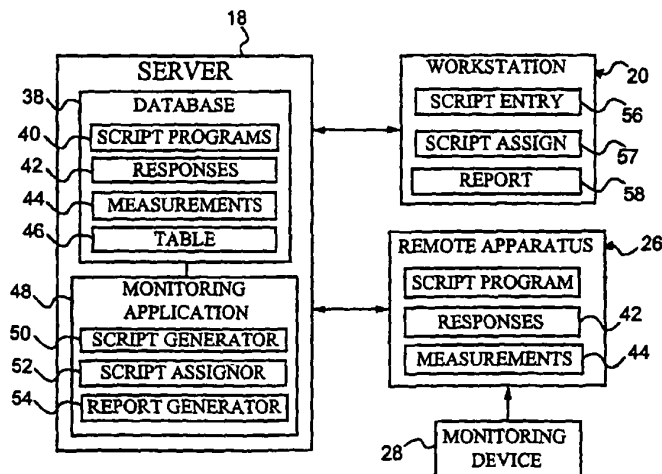 18
SERVER
38
DATABASE
40
SCRIPT PROGRAMS
42
RESPONSES
44
MEASUREMENTS
46
TABLE
48
MONITORING
APPLICATION
50
SCRIPT GENERATOR
52
SCRIPT ASSIGNOR
54
REPORT GENERATOR
WORKSTATION
20
SCRIPT ENTRY
56
SCRIPT ASSIGN
57
REPORT
58
REMOTE APPARATUS
26
SCRIPT PROGRAM
RESPONSES
42
MEASUREMENTS
44
28
MONITORING
DEVICE